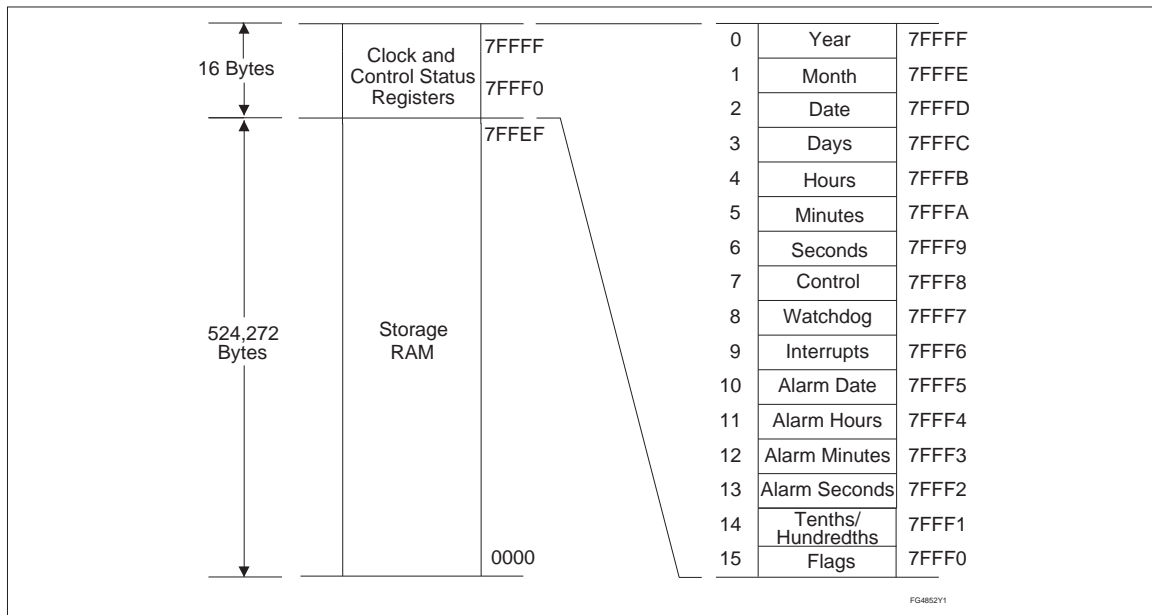 16 Bytes
Clock and
Control Status
Registers
7FFFF
7FFF0
7FFEF
524,272
Bytes
Storage
RAM
0000
0 Year 7FFFF
1 Month 7FFFE
2 Date 7FFFD
3 Days 7FFFC
4 Hours 7FFFB
5 Minutes 7FFFA
6 Seconds 7FFF9
7 Control 7FFF8
8 Watchdog 7FFF7
9 Interrupts 7FFF6
10 Alarm Date 7FFF5
11 Alarm Hours 7FFF4
12 Alarm Minutes 7FFF3
13 Alarm Seconds 7FFF2
14 Tenths/
Hundredths 7FFF1
15 Flags 7FFF0
FG4852Y1